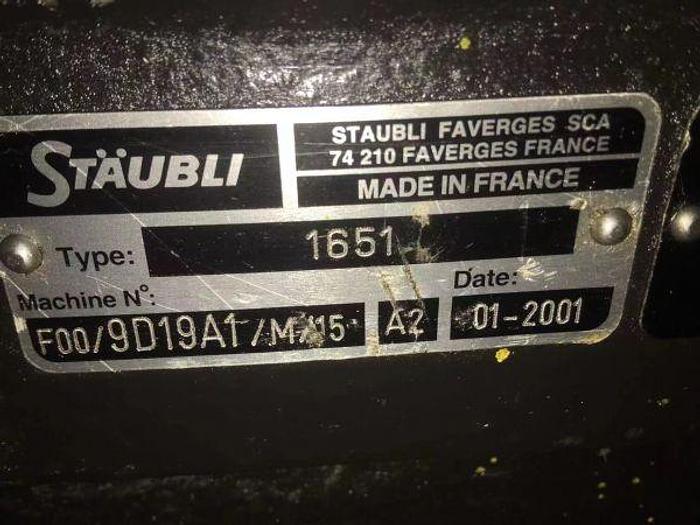 STÄUBLI
STAUBLI FAVERGES SCA
74 210 FAVERGES FRANCE
MADE IN FRANCE
Type: 1651
Machine N°:
Date:
F00/9D19A1/M/15 A2 01-2001